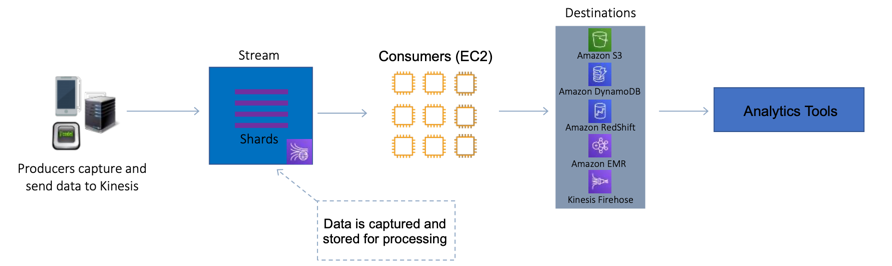 Destinations
Stream
Consumers (EC2)
Amazon S3
Amazon DynamoDB
Amazon RedShift
Amazon EMR
Kinesis Firehose
Shards
Analytics Tools
Producers capture and
send data to Kinesis
Data is captured and
stored for processing